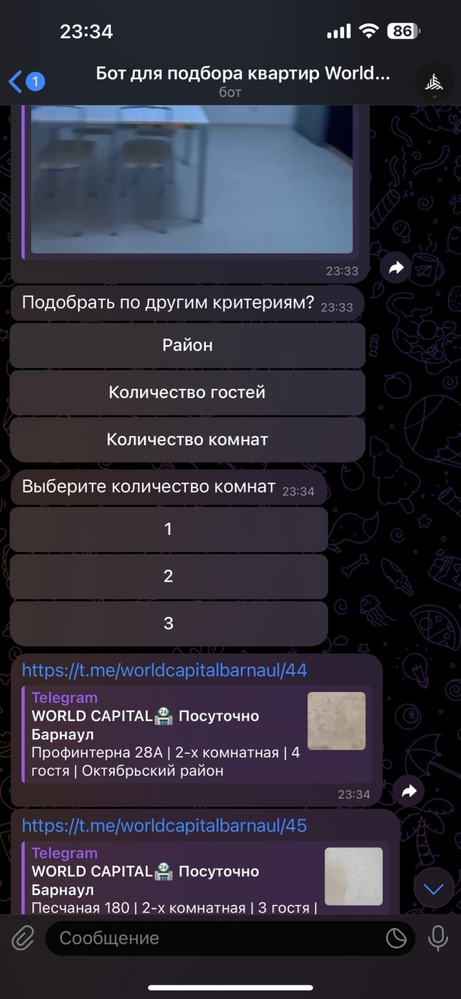 23:34
86
1
Бот для подбора квартир World...
бот
23:33
Подобрать по другим критериям? 23:33
Район
Количество гостей
Количество комнат
Выберите количество комнат 23:34
1
2
3
https://t.me/worldcapitalbarnaul/44
Telegram
WORLD CAPITAL🏪 Посуточно
Барнаул
Профинтерна 28А | 2-х комнатная | 4
гостя | Октябрьский район
23:34
https://t.me/worldcapitalbarnaul/45
Telegram
WORLD CAPITAL🏪 Посуточно
Барнаул
Песчаная 180 | 2-х комнатная | 3 гостя |
Сообщение